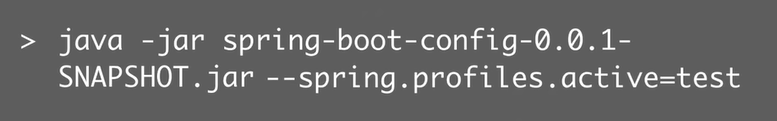 > java -jar spring-boot-config-0.0.1-
SNAPSHOT.jar --spring.profiles.active=test